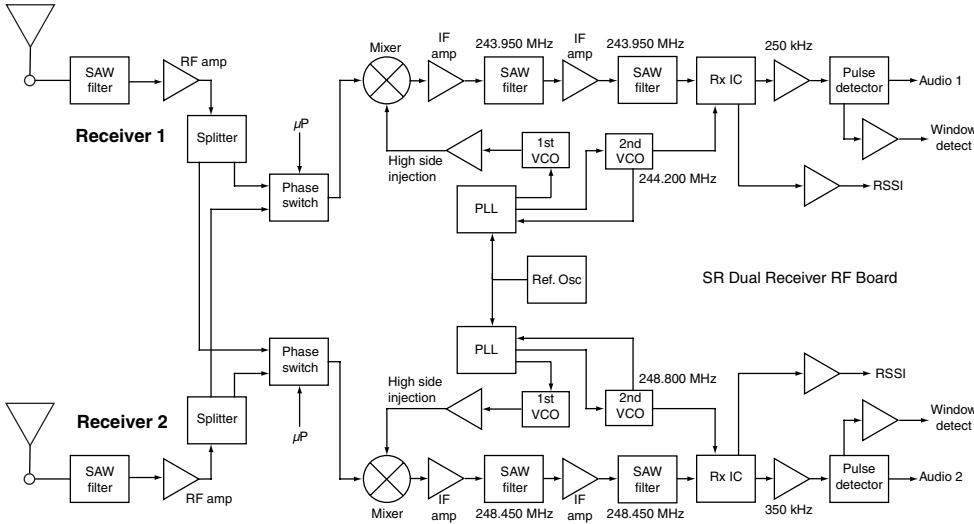 IF
amp
243.950 MHz
IF
amp
243.950 MHz
250 kHz
Mixer
RF amp
SAW
filter
SAW
filter
SAW
filter
Rx IC
Pulse
detector
Audio 1
Receiver 1
Splitter
µP
High side
injection
1st
VCO
2nd
VCO
244.200 MHz
Window
detect
Phase
switch
RSSI
PLL
Ref. Osc
SR Dual Receiver RF Board
Phase
switch
PLL
RSSI
High side
injection
248.800 MHz
1st
VCO
2nd
VCO
Receiver 2
Splitter
µP
Window
detect
SAW
filter
RF amp
Mixer
IF
amp
SAW
filter
248.450 MHz
IF
amp
SAW
filter
248.450 MHz
Rx IC
350 kHz
Pulse
detector
Audio 2